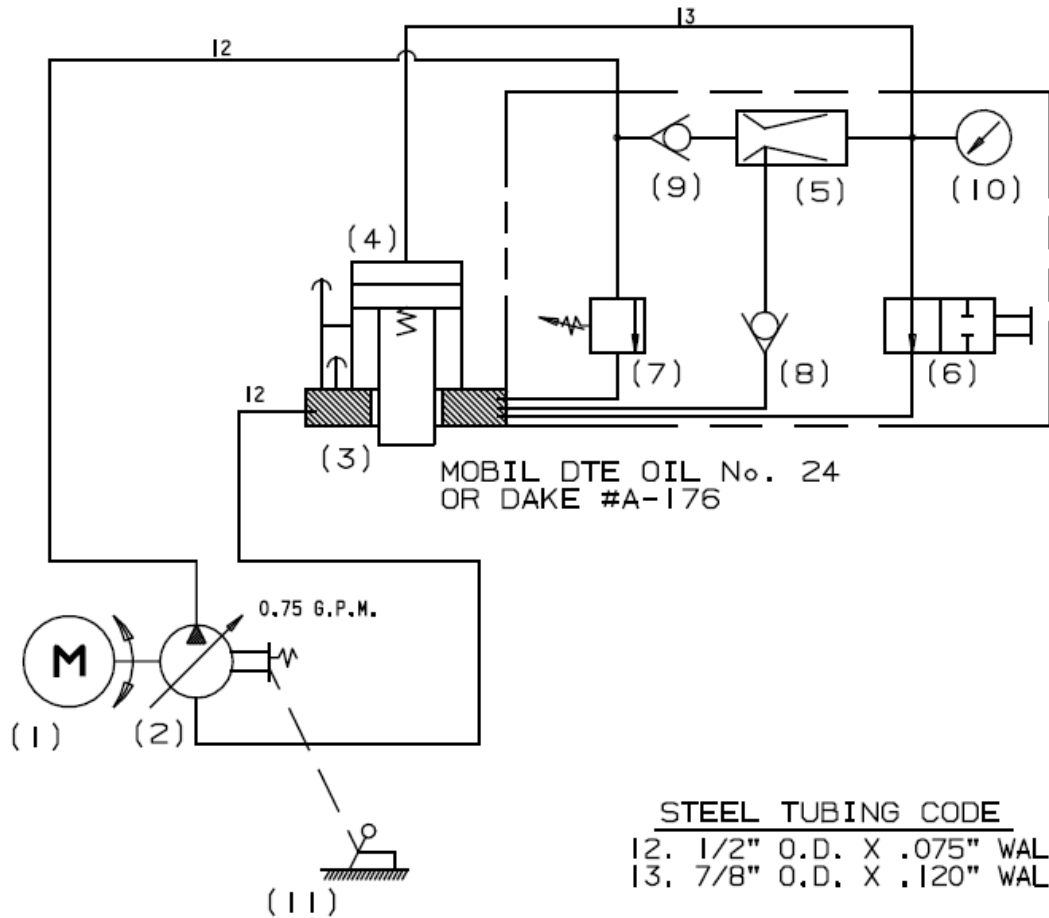 13
12
(9)
(5)
(10)
(4)
(7)
(8)
(6)
12
(3)
MOBIL DTE OIL No. 24
OR DAKE #A-176
0.75 G.P.M.
M
(1)
(2)
STEEL TUBING CODE
12. 1/2" O.D. X .075" WAL
13. 7/8" O.D. X .120" WAL
(11)